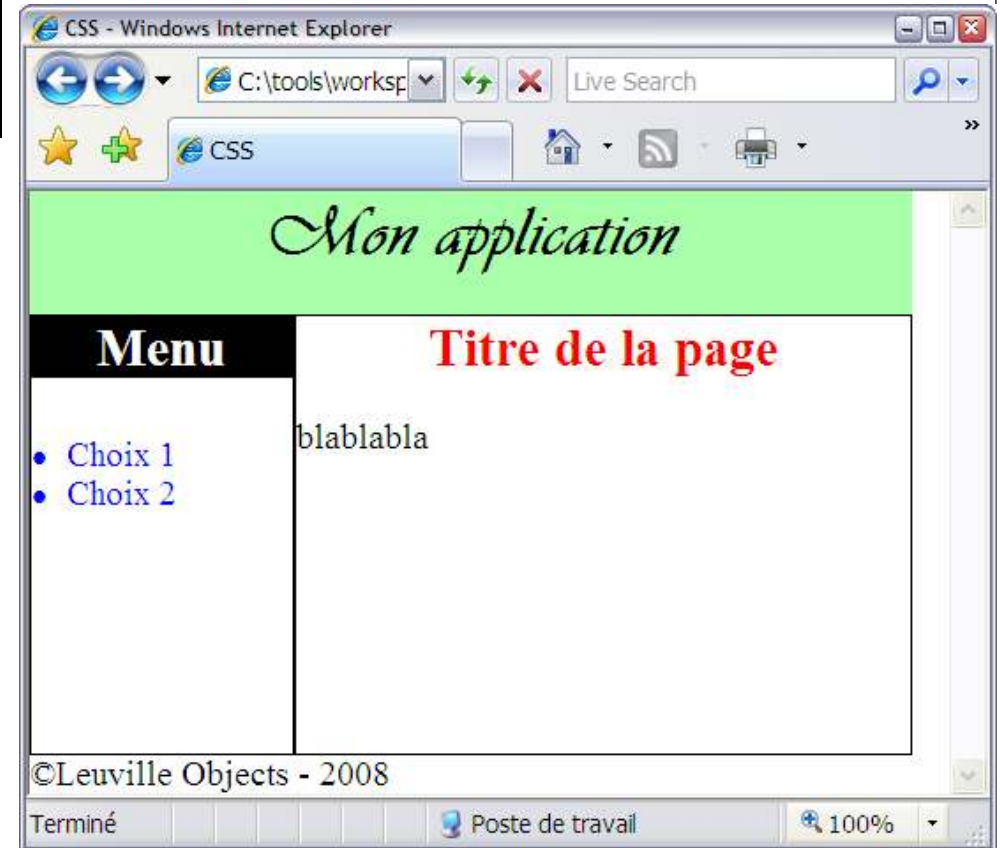 CSS - Windows Internet Explorer
C:\tools\worksp
Live Search
CSS
»
Mon application
Menu
Titre de la page
blablabla
Choix 1
Choix 2
©Leuville Objects - 2008
Terminé
Poste de travail
100%